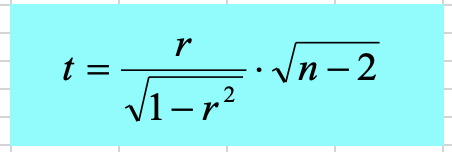 t = r / √(1 − r²) · √(n − 2)